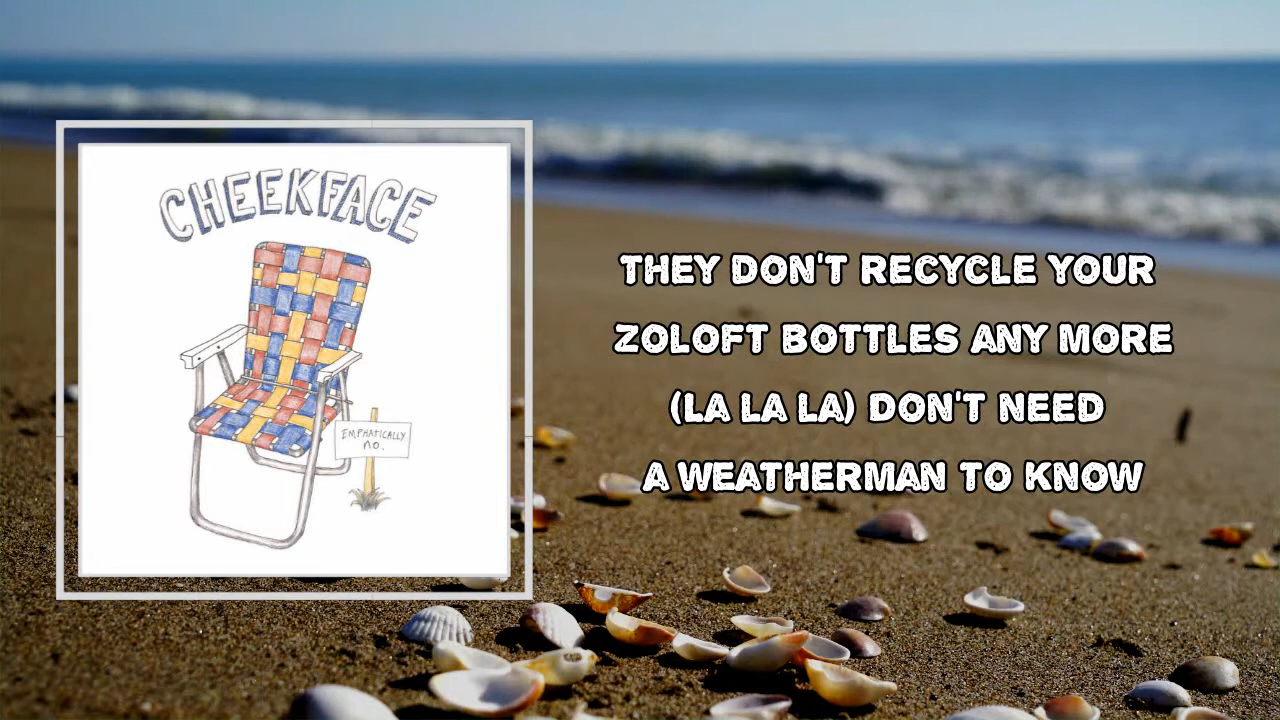 CHEEKFACE
EMPHATICALLY
NO.
THEY DON'T RECYCLE YOUR
ZOLOFT BOTTLES ANY MORE
(LA LA LA) DON'T NEED
A WEATHERMAN TO KNOW